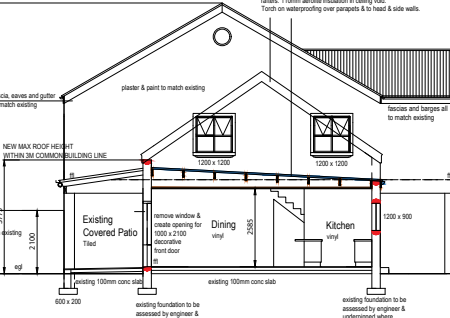 rafters. 110mm aerolite insulation in ceiling void.
Torch on waterproofing over parapets & to head & side walls.
plaster & paint to match existing
fascia, eaves and gutter
match existing
fascias and barges all
to match existing
NEW MAX ROOF HEIGHT
WITHIN 3M COMMON BUILDING LINE
1200 x 1200
1200 x 1200
ffl
ffl
existing
2100
Existing
Covered Patio
Tiled
remove window &
create opening for
1000 x 2100
decorative
front door
ffl
Dining
vinyl
2585
Kitchen
vinyl
1200 x 900
egl
existing 100mm conc slab
existing 100mm conc slab
600 x 200
existing foundation to be
assessed by engineer &
existing foundation to be
assessed by engineer &
underpinned where